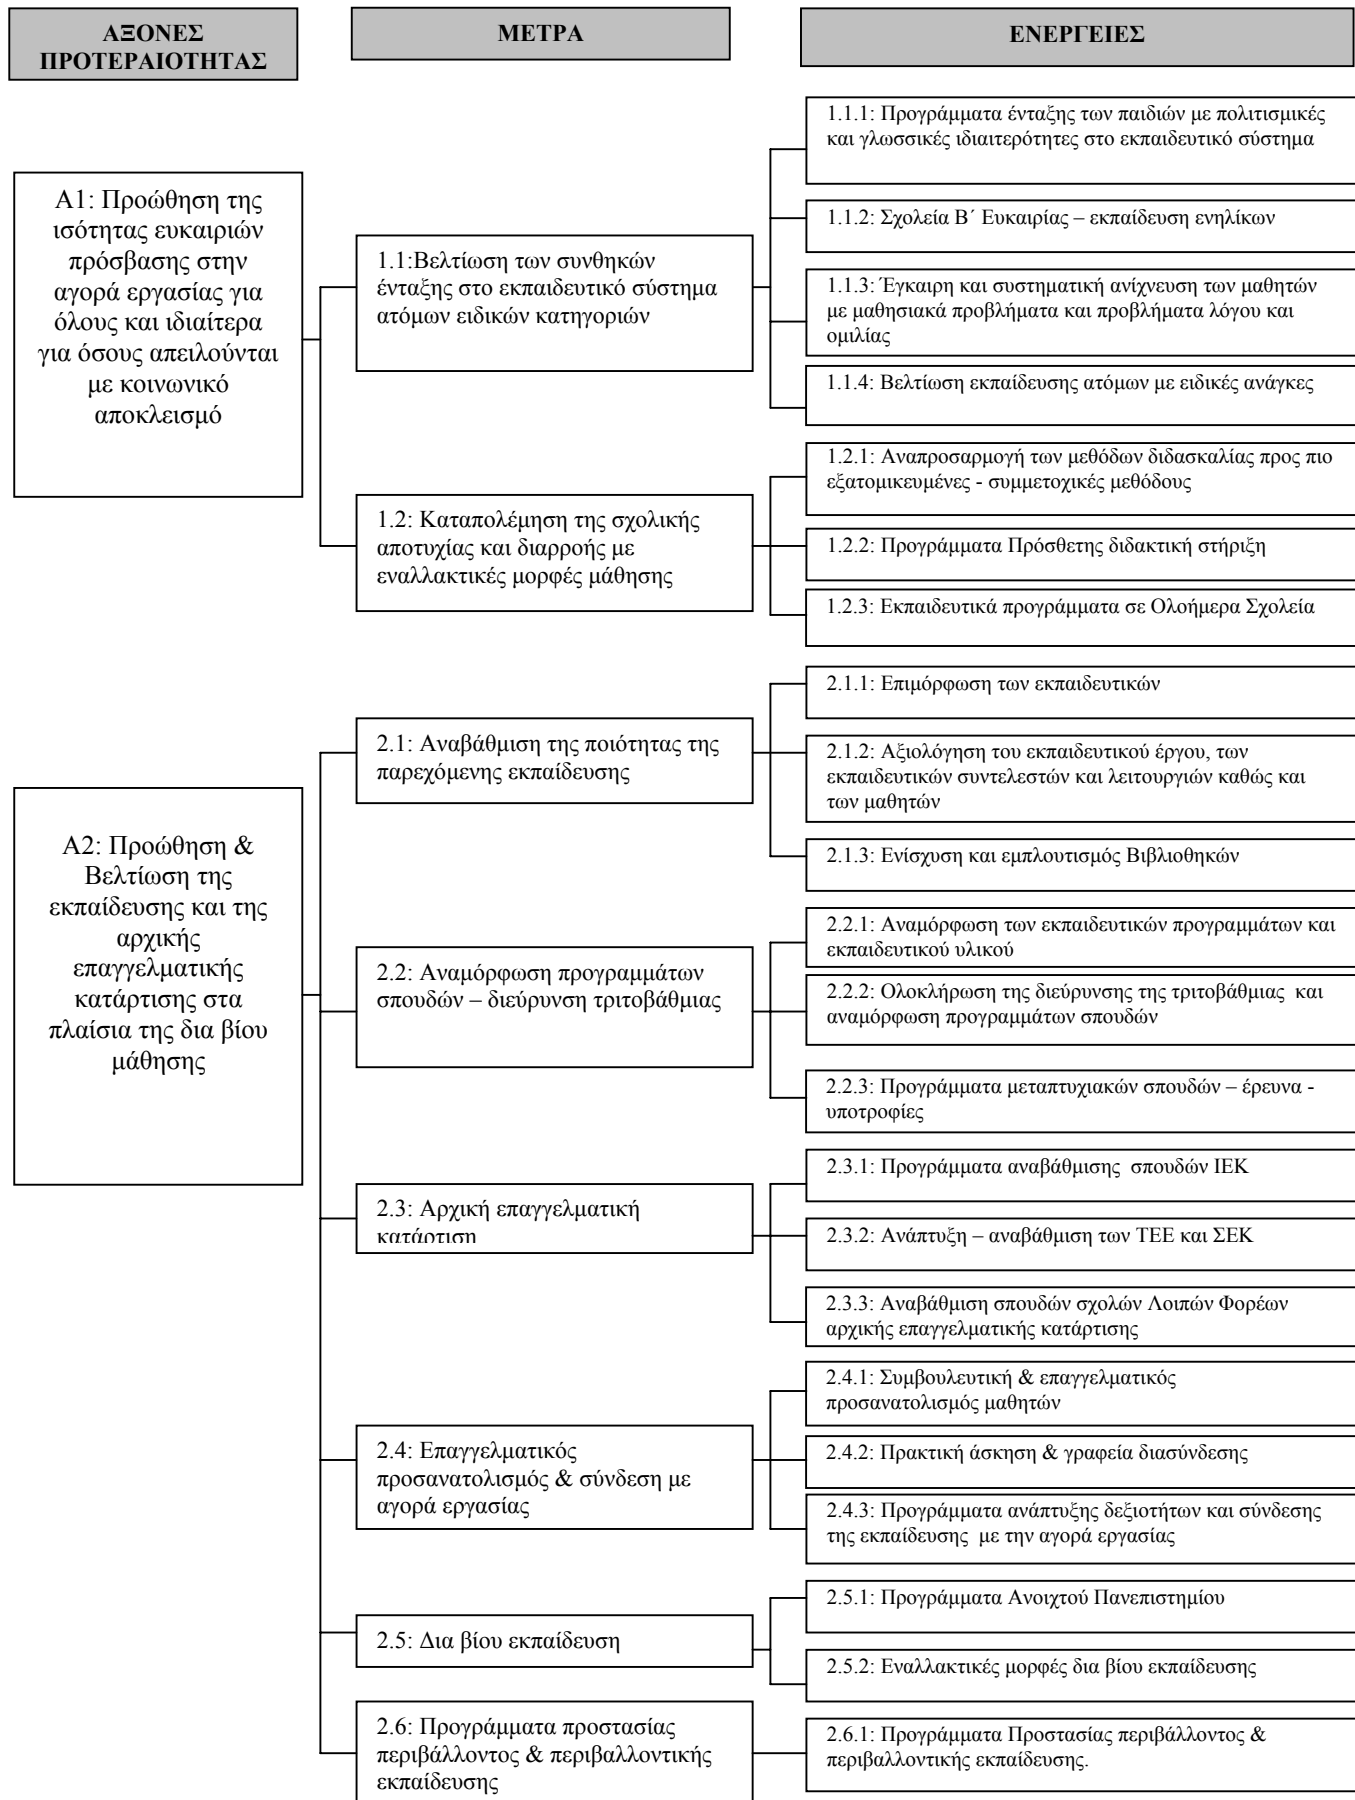 ΑΞΟΝΕΣ
ΠΡΟΤΕΡΑΙΟΤΗΤΑΣ
ΜΕΤΡΑ
ΕΝΕΡΓΕΙΕΣ
Α1: Προώθηση της
ισότητας ευκαιριών
πρόσβασης στην
αγορά εργασίας για
όλους και ιδιαίτερα
για όσους απειλούνται
με κοινωνικό
αποκλεισμό
1.1:Βελτίωση των συνθηκών
ένταξης στο εκπαιδευτικό σύστημα
ατόμων ειδικών κατηγοριών
1.1.1: Προγράμματα ένταξης των παιδιών με πολιτισμικές
και γλωσσικές ιδιαιτερότητες στο εκπαιδευτικό σύστημα
1.1.2: Σχολεία Β΄ Ευκαιρίας – εκπαίδευση ενηλίκων
1.1.3: Έγκαιρη και συστηματική ανίχνευση των μαθητών
με μαθησιακά προβλήματα και προβλήματα λόγου και
ομιλίας
1.1.4: Βελτίωση εκπαίδευσης ατόμων με ειδικές ανάγκες
1.2: Καταπολέμηση της σχολικής
αποτυχίας και διαρροής με
εναλλακτικές μορφές μάθησης
1.2.1: Αναπροσαρμογή των μεθόδων διδασκαλίας προς πιο
εξατομικευμένες - συμμετοχικές μεθόδους
1.2.2: Προγράμματα Πρόσθετης διδακτική στήριξη
1.2.3: Εκπαιδευτικά προγράμματα σε Ολοήμερα Σχολεία
Α2: Προώθηση &
Βελτίωση της
εκπαίδευσης και της
αρχικής
επαγγελματικής
κατάρτισης στα
πλαίσια της δια βίου
μάθησης
2.1: Αναβάθμιση της ποιότητας της
παρεχόμενης εκπαίδευσης
2.1.1: Επιμόρφωση των εκπαιδευτικών
2.1.2: Αξιολόγηση του εκπαιδευτικού έργου, των
εκπαιδευτικών συντελεστών και λειτουργιών καθώς και
των μαθητών
2.1.3: Ενίσχυση και εμπλουτισμός Βιβλιοθηκών
2.2: Αναμόρφωση προγραμμάτων
σπουδών – διεύρυνση τριτοβάθμιας
2.2.1: Αναμόρφωση των εκπαιδευτικών προγραμμάτων και
εκπαιδευτικού υλικού
2.2.2: Ολοκλήρωση της διεύρυνσης της τριτοβάθμιας και
αναμόρφωση προγραμμάτων σπουδών
2.2.3: Προγράμματα μεταπτυχιακών σπουδών – έρευνα -
υποτροφίες
2.3: Αρχική επαγγελματική
κατάρτιση
2.3.1: Προγράμματα αναβάθμισης σπουδών ΙΕΚ
2.3.2: Ανάπτυξη – αναβάθμιση των ΤΕΕ και ΣΕΚ
2.3.3: Αναβάθμιση σπουδών σχολών Λοιπών Φορέων
αρχικής επαγγελματικής κατάρτισης
2.4: Επαγγελματικός
προσανατολισμός & σύνδεση με
αγορά εργασίας
2.4.1: Συμβουλευτική & επαγγελματικός
προσανατολισμός μαθητών
2.4.2: Πρακτική άσκηση & γραφεία διασύνδεσης
2.4.3: Προγράμματα ανάπτυξης δεξιοτήτων και σύνδεσης
της εκπαίδευσης με την αγορά εργασίας
2.5: Δια βίου εκπαίδευση
2.5.1: Προγράμματα Ανοιχτού Πανεπιστημίου
2.5.2: Εναλλακτικές μορφές δια βίου εκπαίδευσης
2.6: Προγράμματα προστασίας
περιβάλλοντος & περιβαλλοντικής
εκπαίδευσης
2.6.1: Προγράμματα Προστασίας περιβάλλοντος &
περιβαλλοντικής εκπαίδευσης.